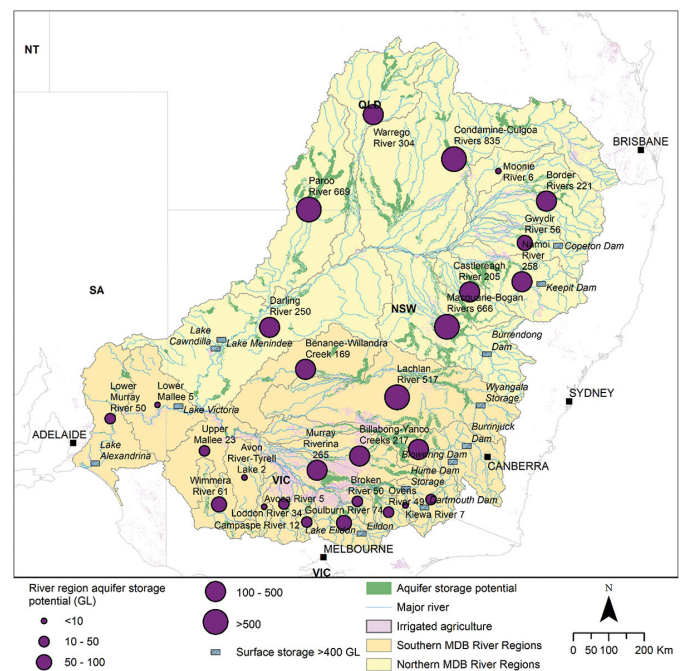 NT
QLD
Warrego
River 304
Condamine-Culgoa
Rivers 835
BRISBANE
Moonie
River 6
Paroo
River 669
Border
Rivers 221
Gwydir
River 56
Copeton Dam
Namoi
River
258
Castlereagh
River 205
Keepit Dam
SA
Darling
River 250
NSW
Macquarie-Bogan
Rivers 666
Lake
Cawndilla
Lake Menindee
Benanee-Willandra
Creek 169
Burrendong
Dam
Lower
Murray
River 50
Lower
Mallee 5
Lake Victoria
Lachlan
River 517
Wyangala
Storage
SYDNEY
ADELAIDE
Lake
Alexandrina
Upper
Mallee 23
Avon
River-Tyrell
Lake 2
Murray
Riverina
265
Billabong-Yanco
Creeks 217
Burrinjuck
Dam
Blowering Dam
CANBERRA
Hume Dam
Storage
Wimmera
River 61
VIC
Avoca River 5
Loddon River 34
Campaspe River 12
Broken
River 50
Goulburn River 74
Ovens
River 49
Dartmouth Dam
Kiewa River 7
Lake Eildon
Eildon
MELBOURNE
VIC
River region aquifer storage
potential (GL)
<10
10 - 50
50 - 100
100 - 500
>500
Surface storage >400 GL
Aquifer storage potential
Major river
Irrigated agriculture
Southern MDB River Regions
Northern MDB River Regions
N
0 50 100 200 Km